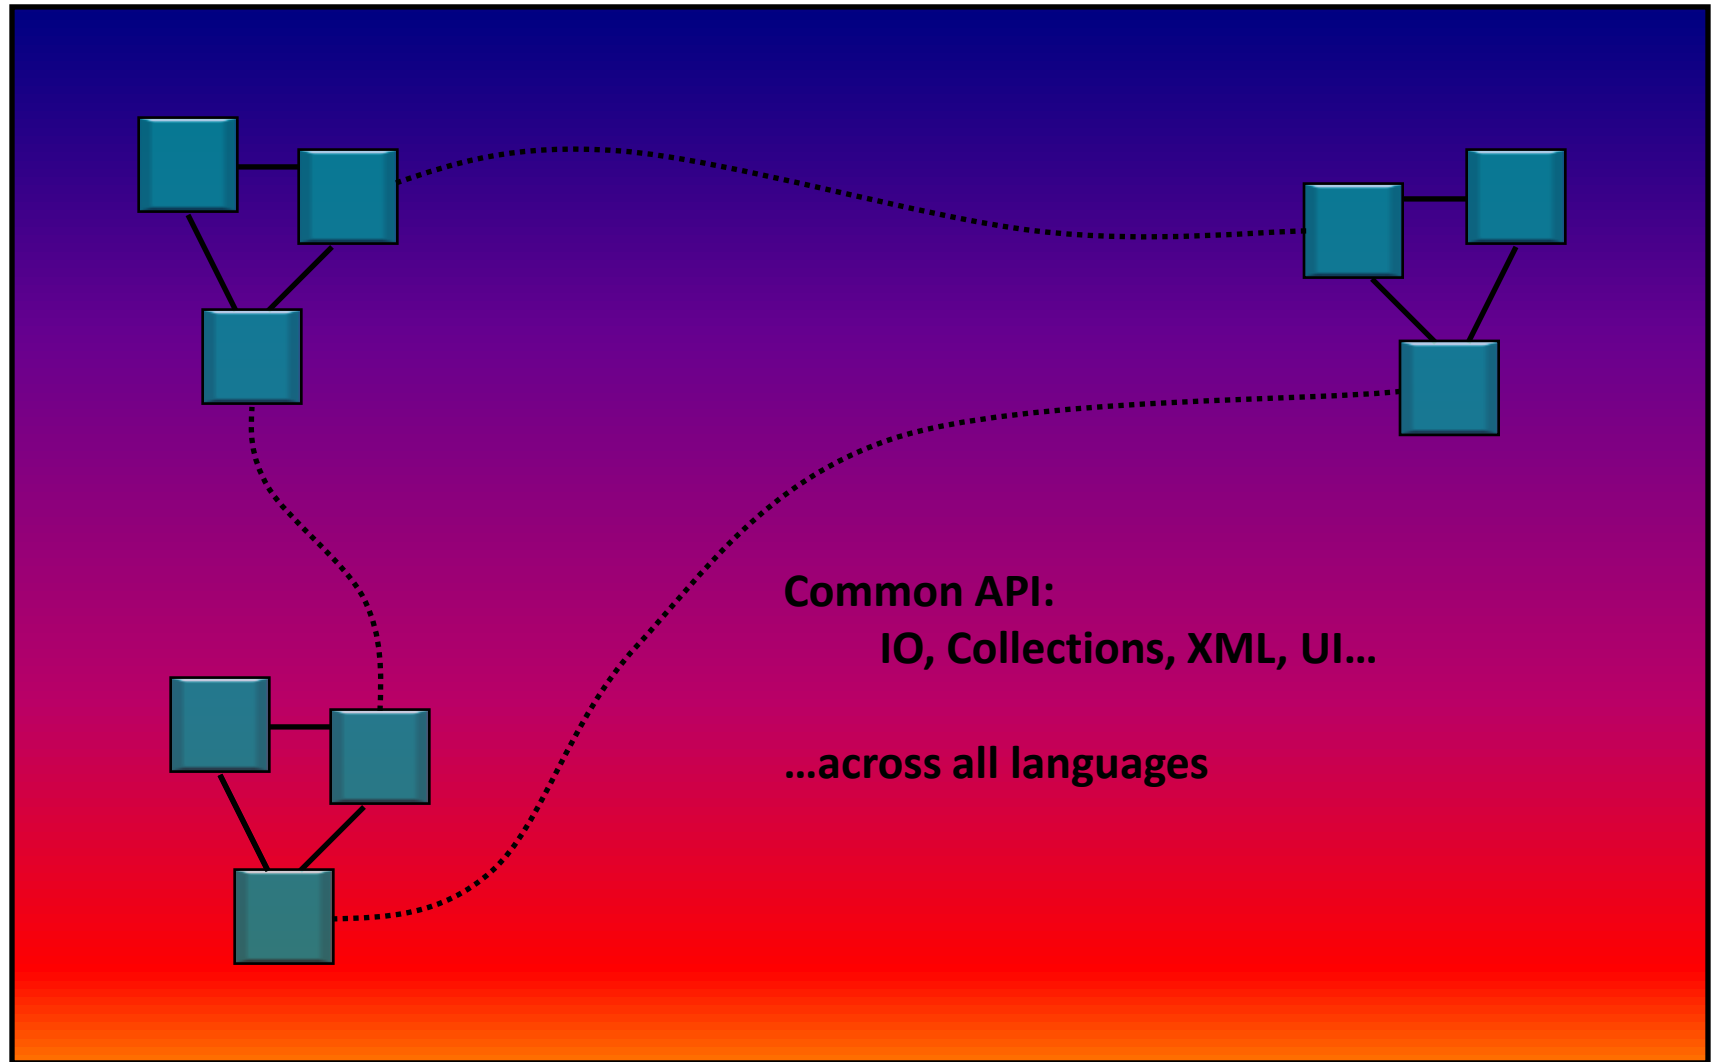 Common API:
IO, Collections, XML, UI…
…across all languages